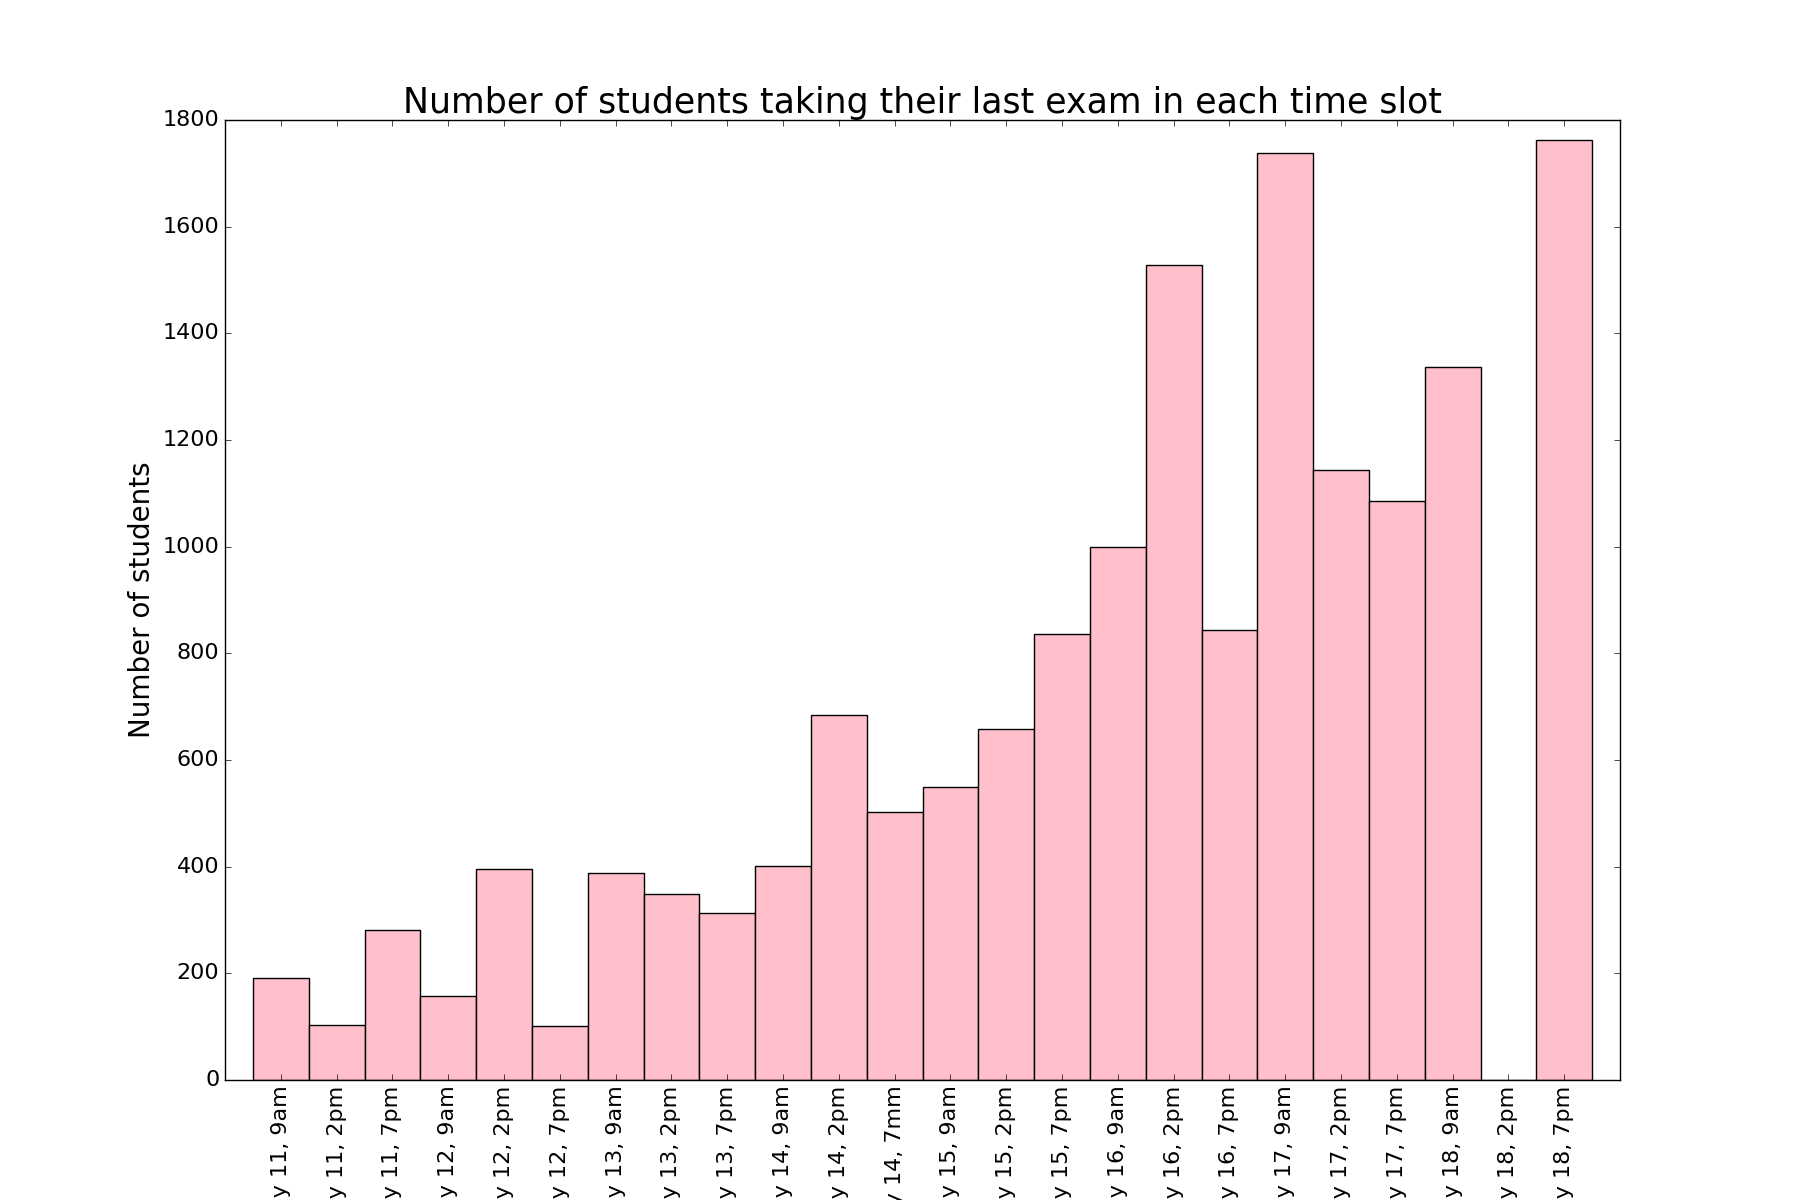 Number of students taking their last exam in each time slot
Number of students
1800
1600
1400
1200
1000
800
600
400
200
0
y 11, 9am
y 11, 2pm
y 11, 7pm
y 12, 9am
y 12, 2pm
y 12, 7pm
y 13, 9am
y 13, 2pm
y 13, 7pm
y 14, 9am
y 14, 2pm
y 14, 7mm
y 15, 9am
y 15, 2pm
y 15, 7pm
y 16, 9am
y 16, 2pm
y 16, 7pm
y 17, 9am
y 17, 2pm
y 17, 7pm
y 18, 9am
y 18, 2pm
y 18, 7pm